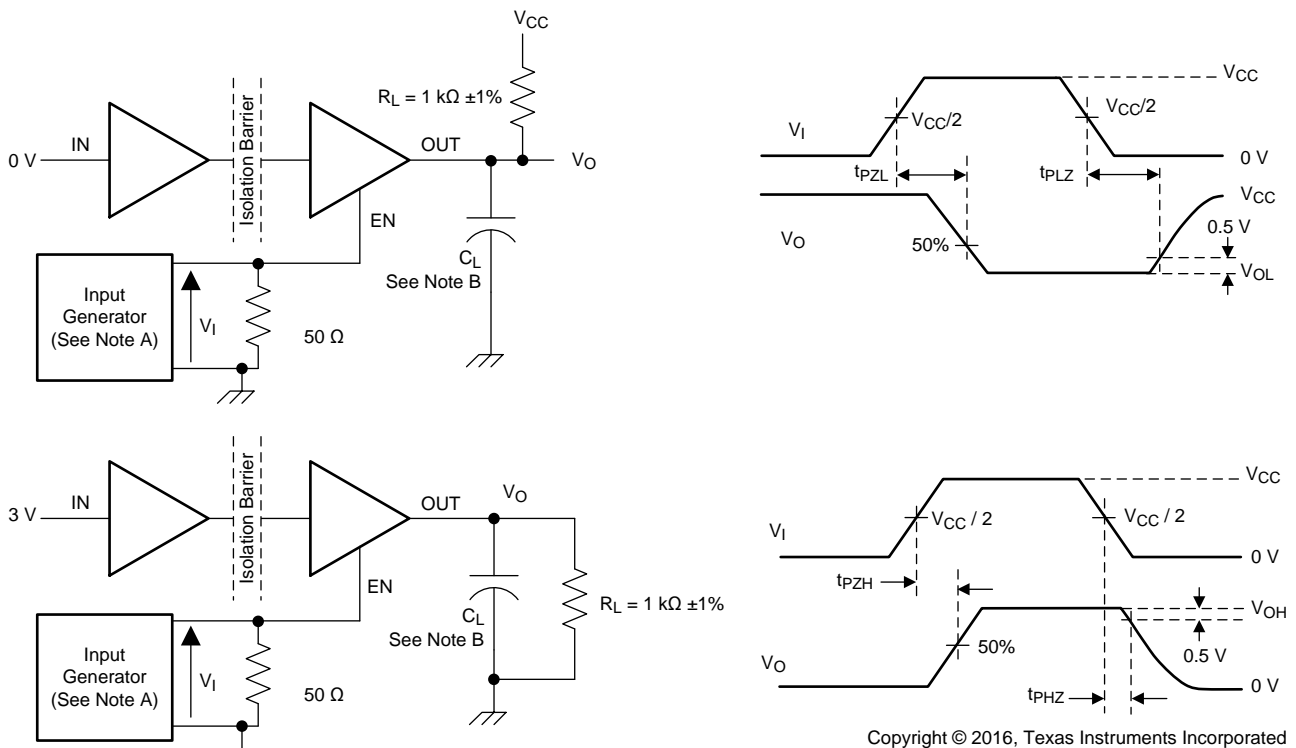 VCC
RL = 1 kΩ ±1%
Isolation Barrier
0 V
IN
OUT
VO
EN
CL
See Note B
Input
Generator
(See Note A)
VI
50 Ω
VCC
VI
VCC/2
VCC/2
0 V
tPZL
tPLZ
VCC
0.5 V
VO
50%
VOL
Isolation Barrier
3 V
IN
OUT
VO
EN
CL
See Note B
RL = 1 kΩ ±1%
Input
Generator
(See Note A)
VI
50 Ω
VCC
VI
VCC / 2
VCC / 2
0 V
tPZH
VOH
50%
0.5 V
VO
0 V
tPHZ
Copyright © 2016, Texas Instruments Incorporated